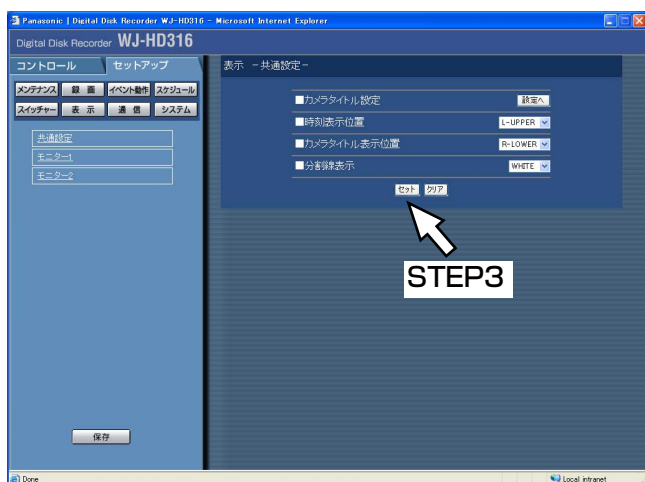 Panasonic | Digital Disk Recorder WJ-HD316 - Microsoft Internet Explorer
Digital Disk Recorder WJ-HD316
コントロール セットアップ
表示 －共通設定－
メンテナンス 録 画 イベント動作 スケジュール
スイッチャー 表 示 通 信 システム
共通設定
モニター1
モニター2
■カメラタイトル設定 設定へ
■時刻表示位置 L-UPPER
■カメラタイトル表示位置 R-LOWER
■分割線表示 WHITE
セット クリア
STEP3
保存
Done Local intranet